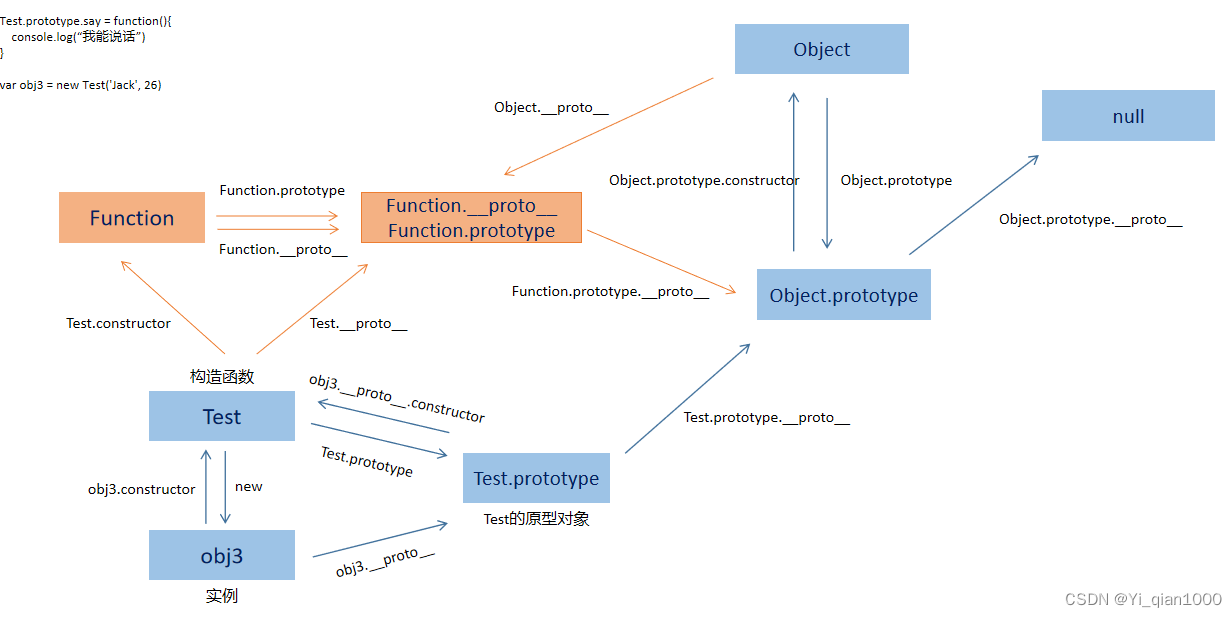 Test.prototype.say = function(){
console.log(“我能说话”)
}
var obj3 = new Test('Jack', 26)
Object
Object.__proto__
null
Function.prototype
Object.prototype.constructor
Object.prototype
Function
Function.__proto__
Function.prototype
Object.prototype.__proto__
Function.__proto__
Function.prototype.__proto__
Object.prototype
Test.constructor
Test.__proto__
构造函数
obj3.__proto__.constructor
Test
Test.prototype.__proto__
Test.prototype
obj3.constructor
new
Test.prototype
Test的原型对象
obj3
obj3.__proto__
实例
CSDN @Yi_qian1000